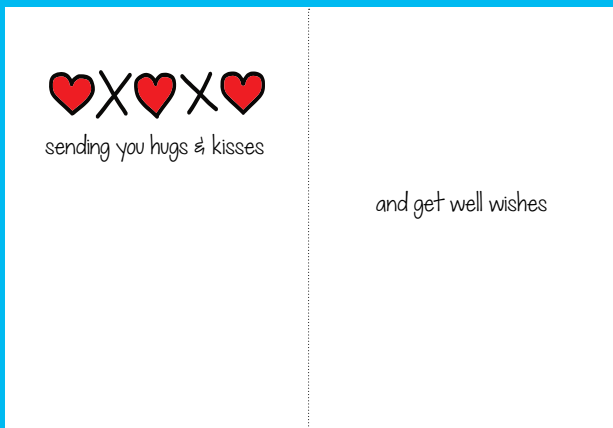 X X
sending you hugs & kisses
and get well wishes